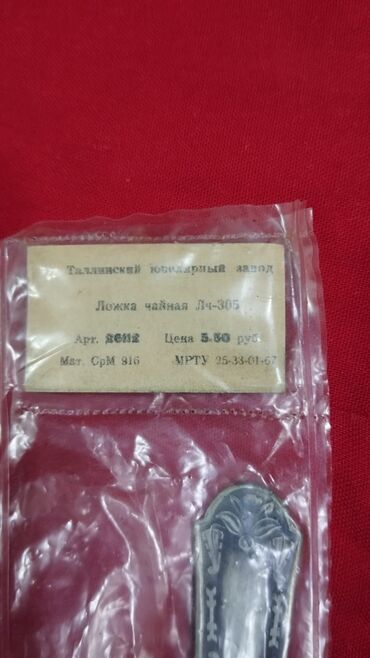 Таллинский ювелирный завод
Ложка чайная Лч-305
Арт. Цена 5.50 руб
Мат. СрМ 916 МРТУ 25-33-01-67